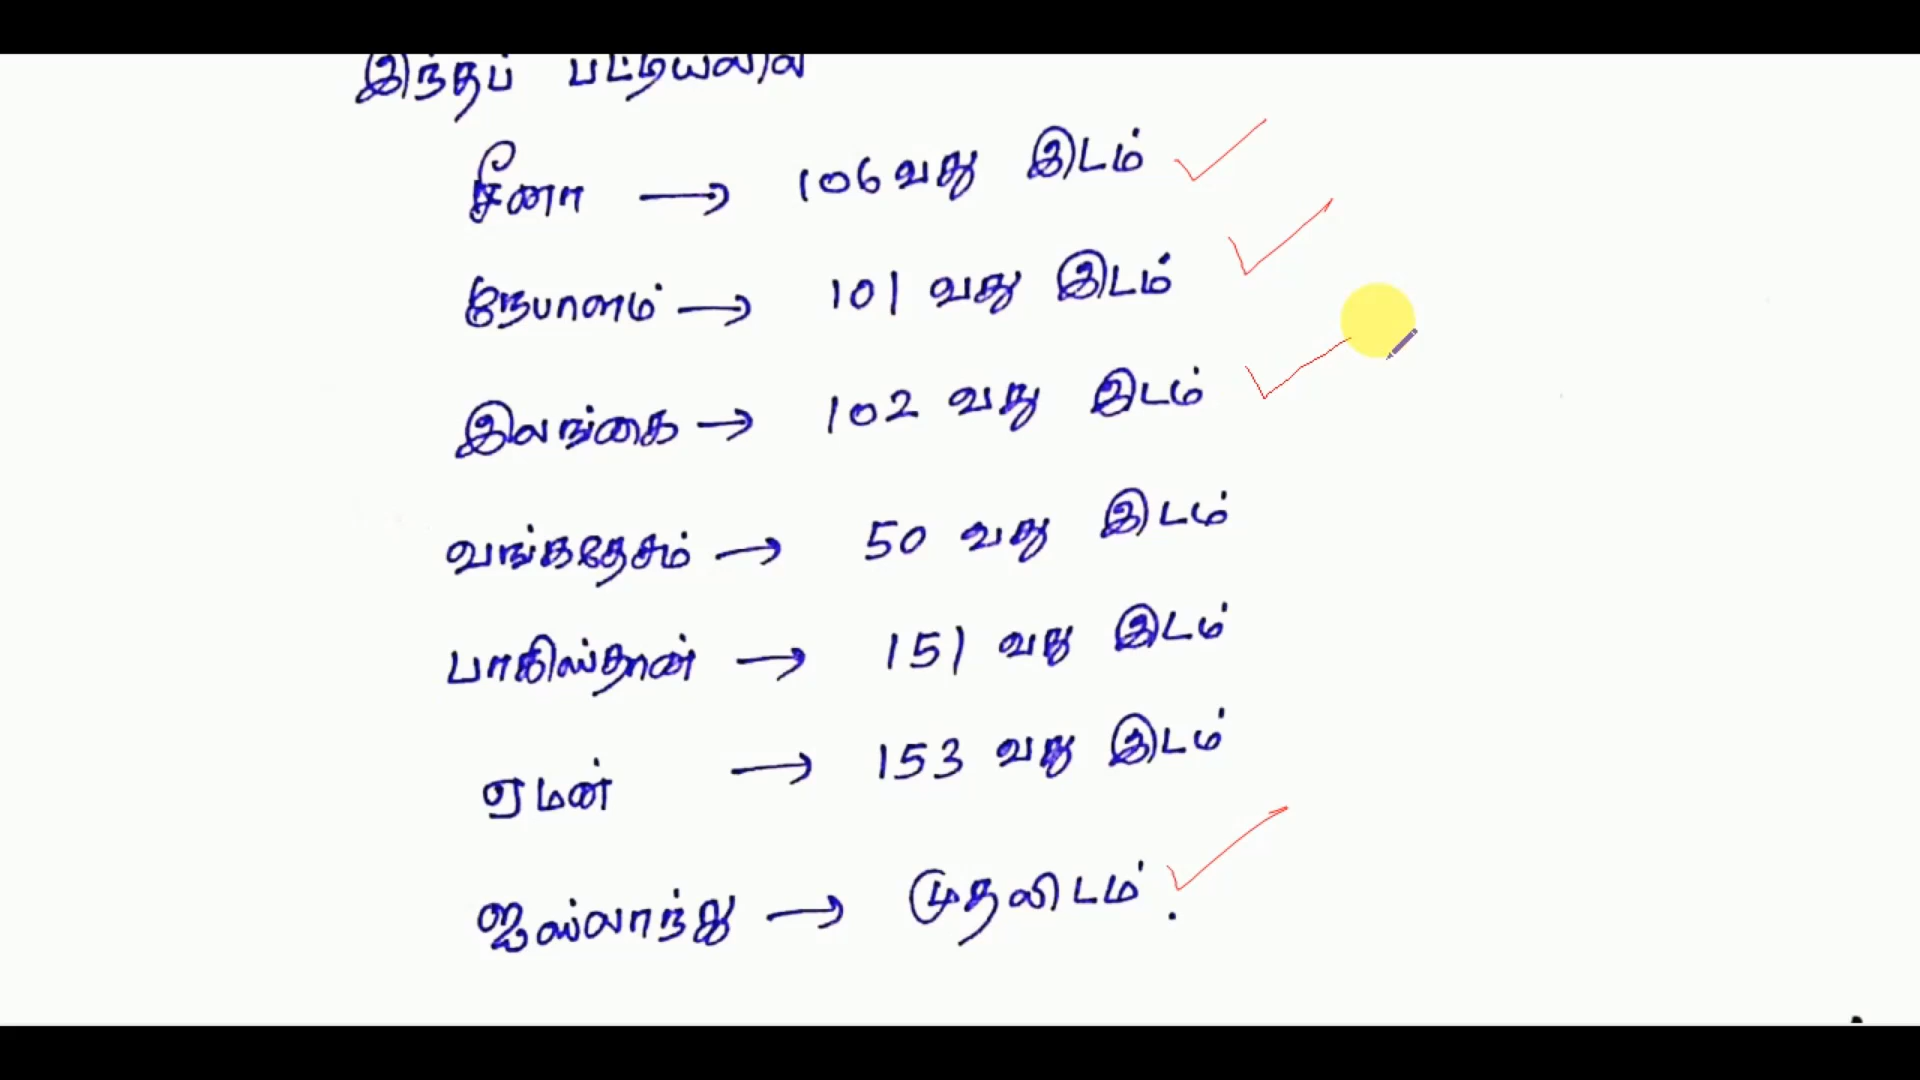 இந்தப் பட்டியலில்
சீனா → 106 வது இடம்
நேபாளம் → 101 வது இடம்
இலங்கை → 102 வது இடம்
வங்கதேசம் → 50 வது இடம்
பாகிஸ்தான் → 151 வது இடம்
ஏமன் → 153 வது இடம்
ஐஸ்லாந்து → முதலிடம்.